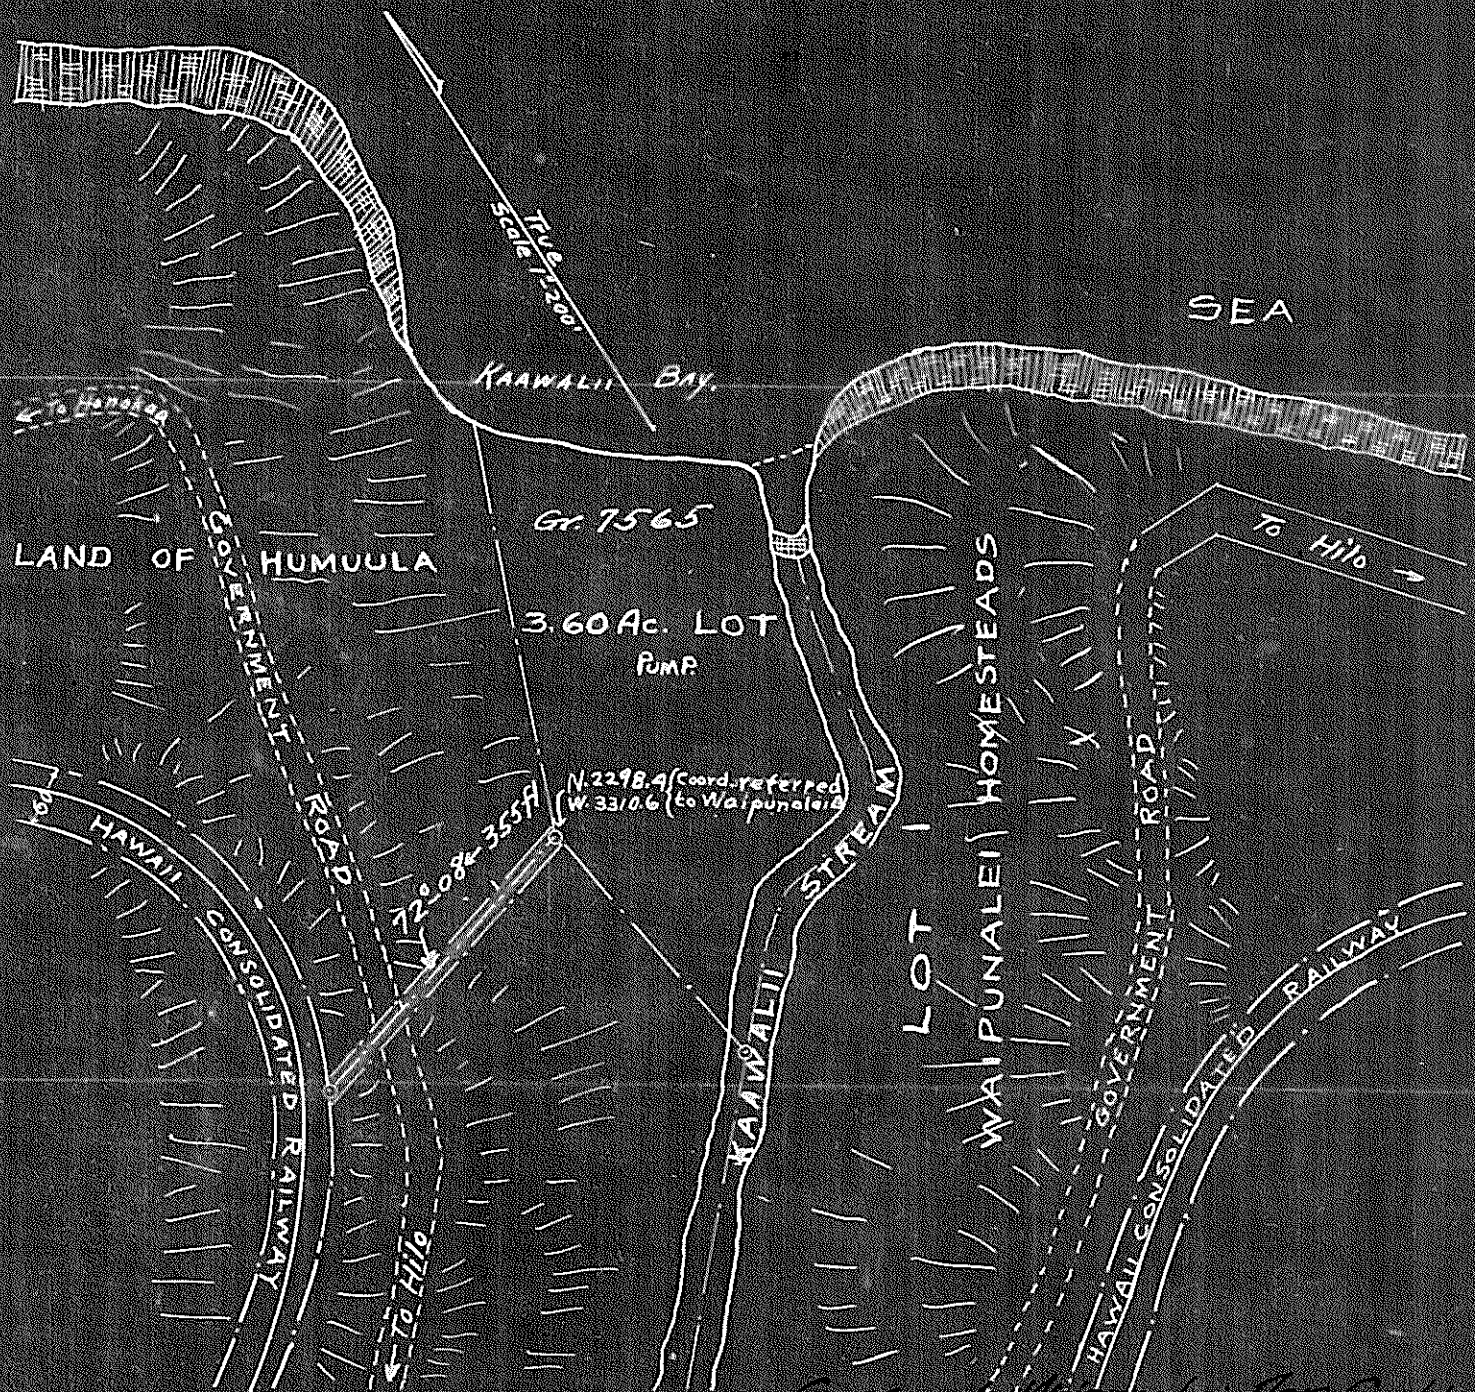 True
Scale 1"=200'
SEA
KAAWALII BAY.
← To Honokaa
Gr. 7565
To Hilo →
LAND OF HUMUULA
GOVERNMENT ROAD
3.60 Ac. LOT
PUMP.
N. 2298.4 (Coord. referred
W. 3310.6 (to Waipunalei
72°-08' 355 ft
60
HAWAII CONSOLIDATED RAILWAY
To Hilo
KAAWALII STREAM
LOT 1
WAIPUNALEI HOMESTEADS
GOVERNMENT ROAD
HAWAII CONSOLIDATED RAILWAY